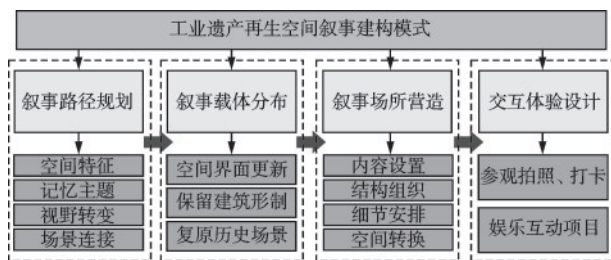 工业遗产再生空间叙事建构模式
叙事路径规划
空间特征
记忆主题
视野转变
场景连接
叙事载体分布
空间界面更新
保留建筑形制
复原历史场景
叙事场所营造
内容设置
结构组织
细节安排
空间转换
交互体验设计
参观拍照、打卡
娱乐互动项目